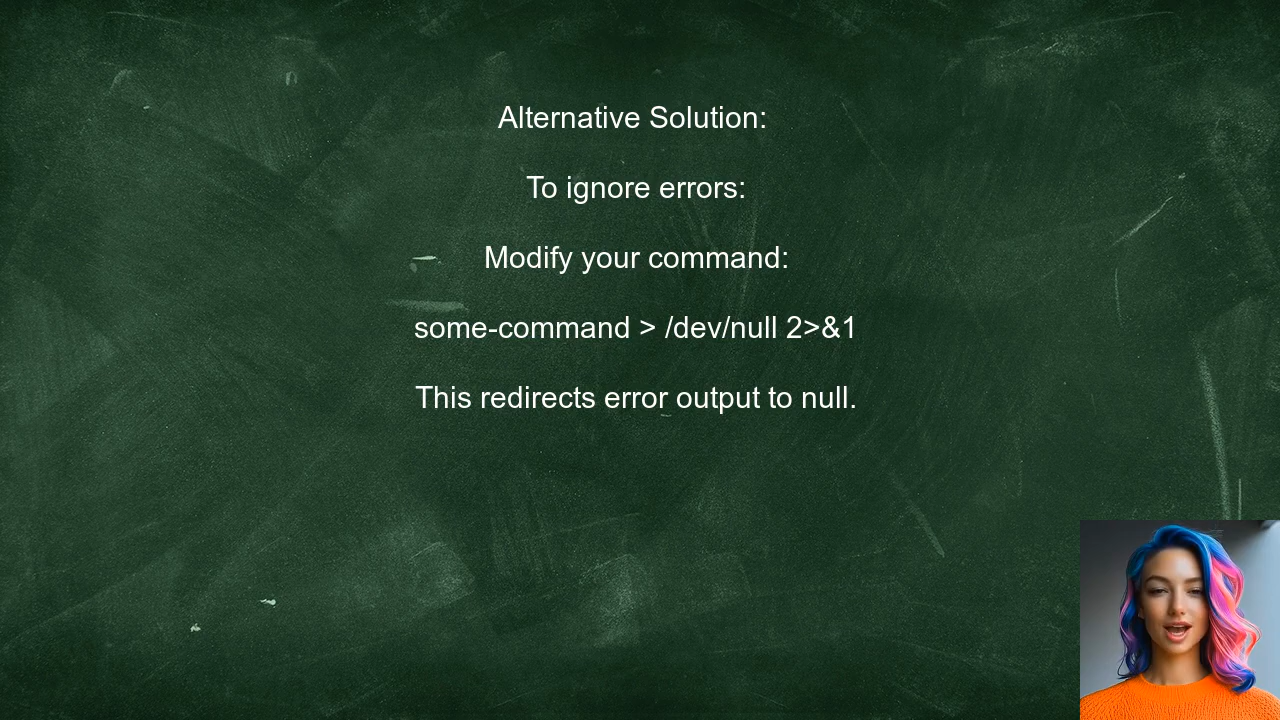 Alternative Solution:
To ignore errors:
Modify your command:
some-command > /dev/null 2>&1
This redirects error output to null.